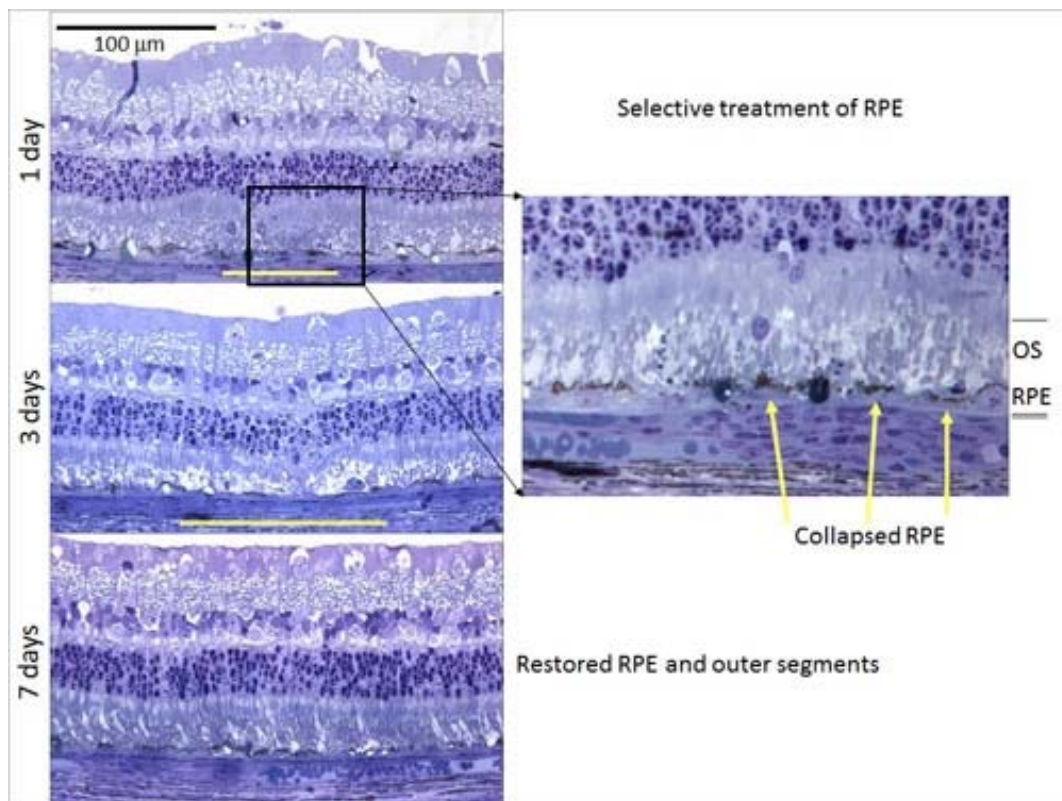 100 μm
1 day
Selective treatment of RPE
OS
RPE
3 days
Collapsed RPE
7 days
Restored RPE and outer segments